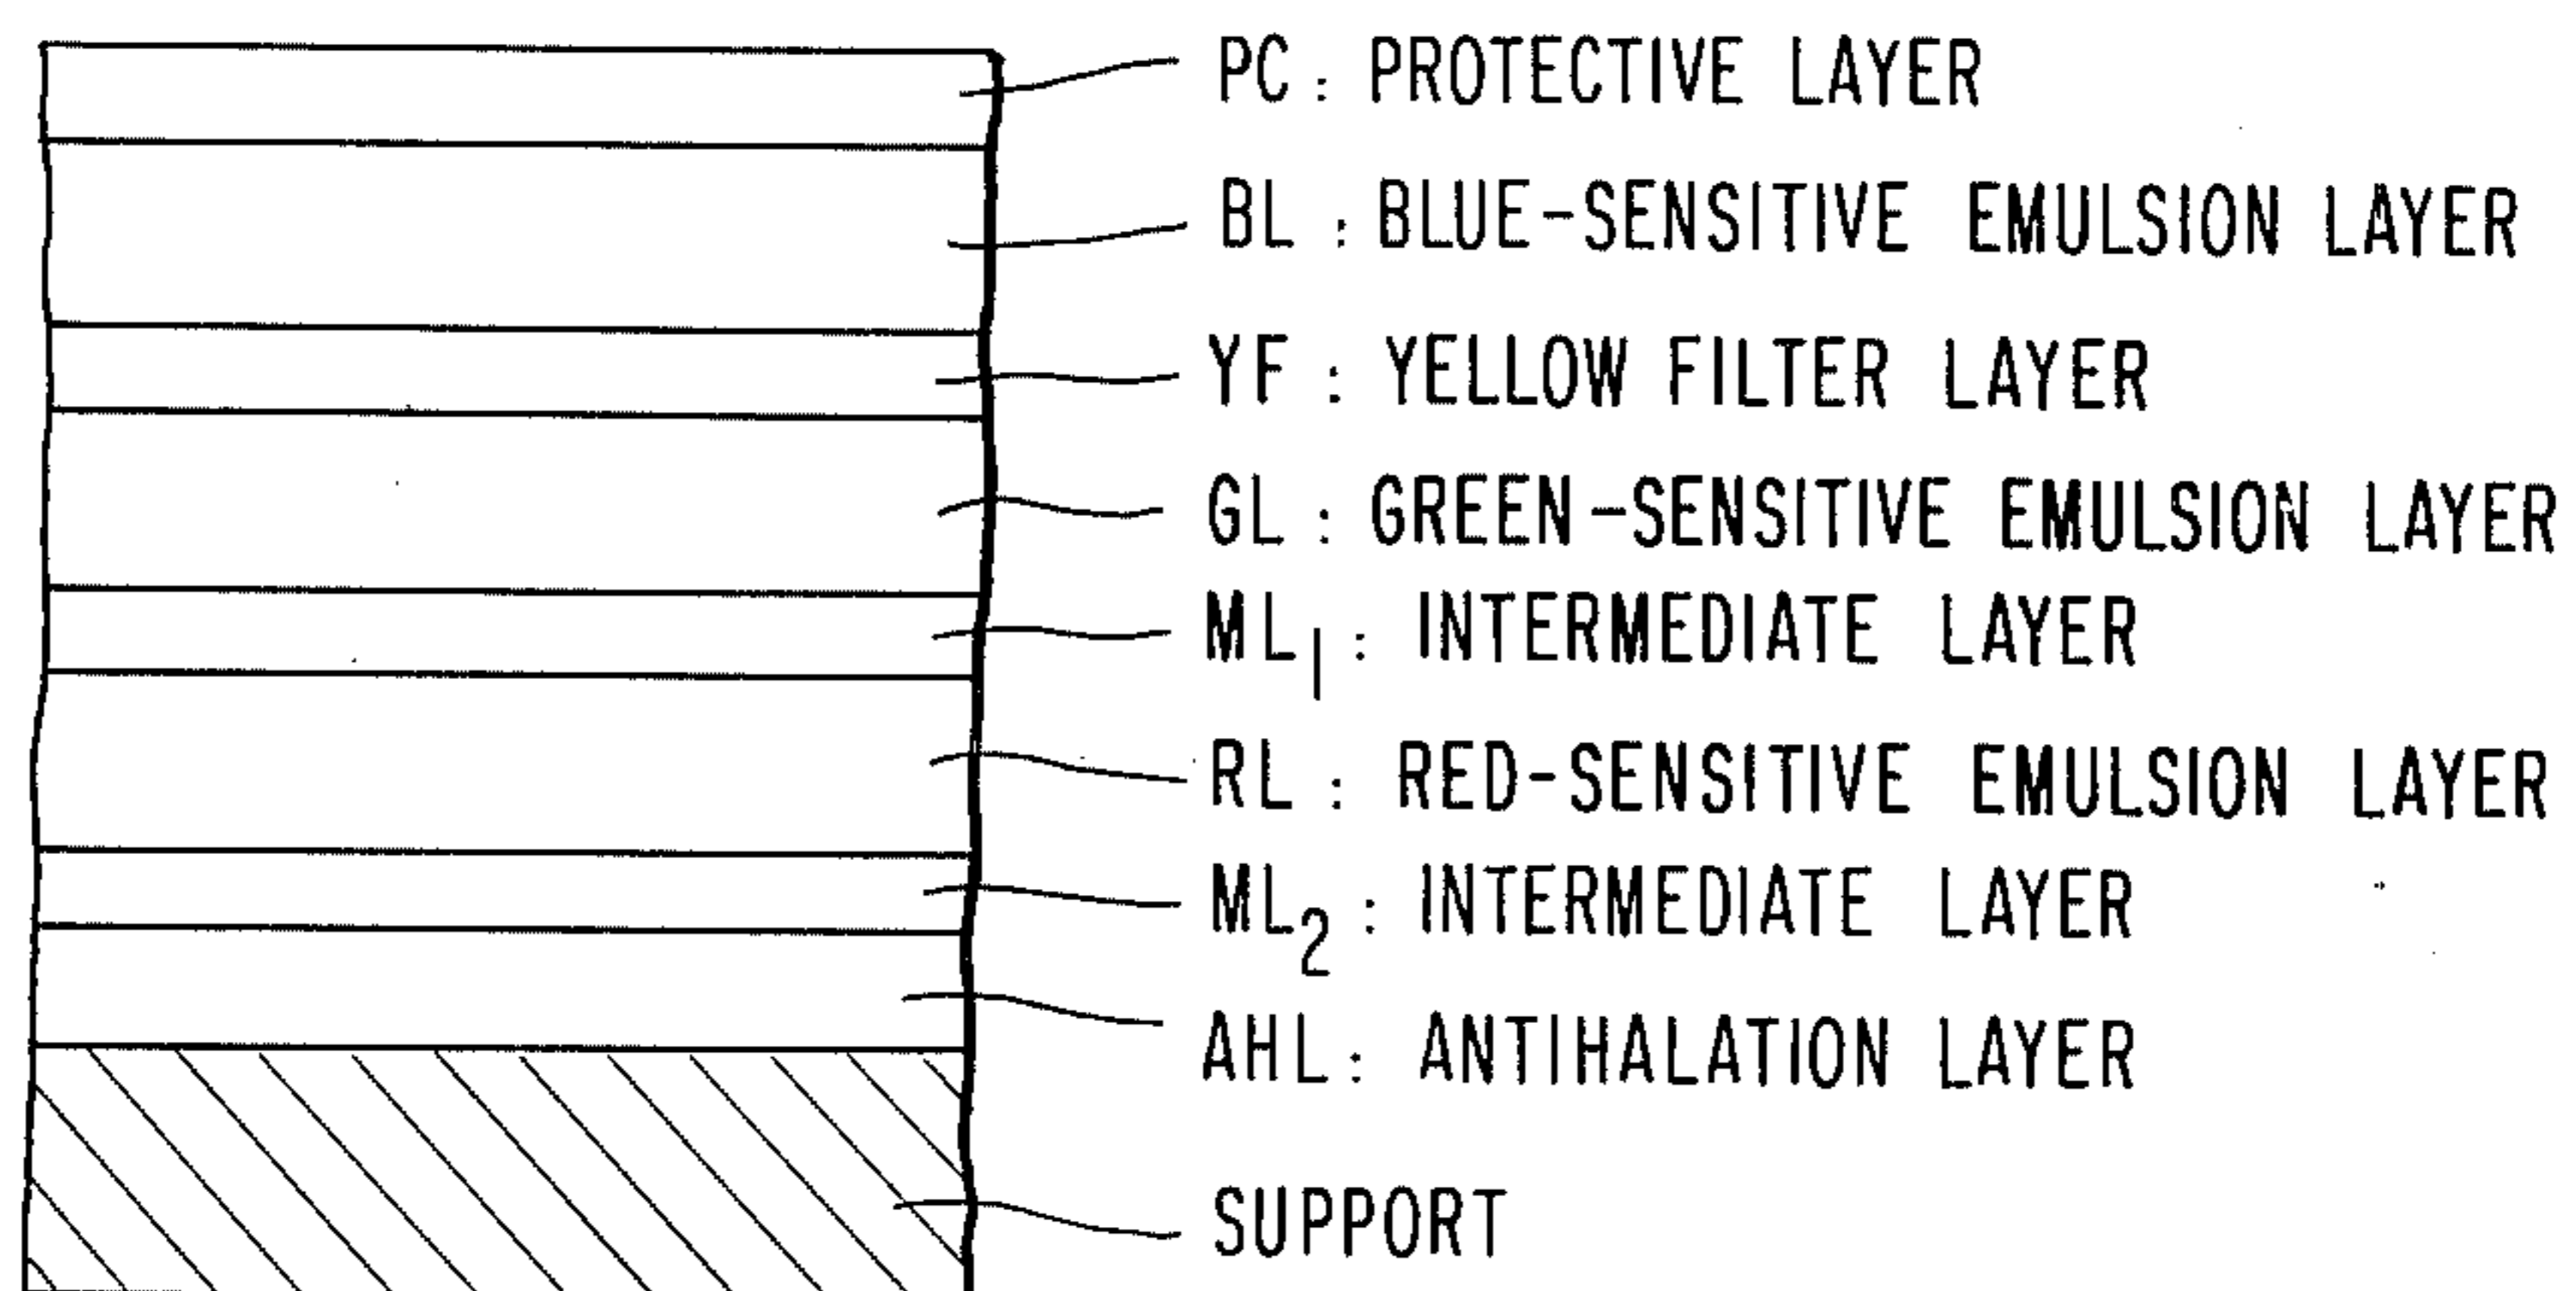 PC : PROTECTIVE LAYER
BL : BLUE-SENSITIVE EMULSION LAYER
YF : YELLOW FILTER LAYER
GL : GREEN-SENSITIVE EMULSION LAYER
ML1 : INTERMEDIATE LAYER
RL : RED-SENSITIVE EMULSION LAYER
ML2 : INTERMEDIATE LAYER
AHL : ANTIHALATION LAYER
SUPPORT